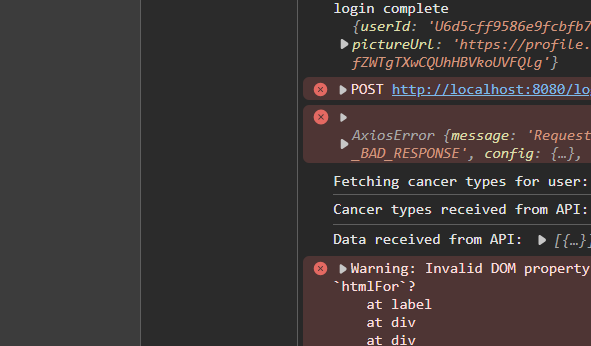 login complete
{userId: 'U6d5cff9586e9fcbfb7
pictureUrl: 'https://profile.
fZWTgTXwCQUhHBVkoUVFQlg'}
POST http://localhost:8080/lo
AxiosError {message: 'Request
_BAD_RESPONSE', config: {…},
Fetching cancer types for user:
Cancer types received from API:
Data received from API: [{…}]
Warning: Invalid DOM property
`htmlFor`?
at label
at div
at div